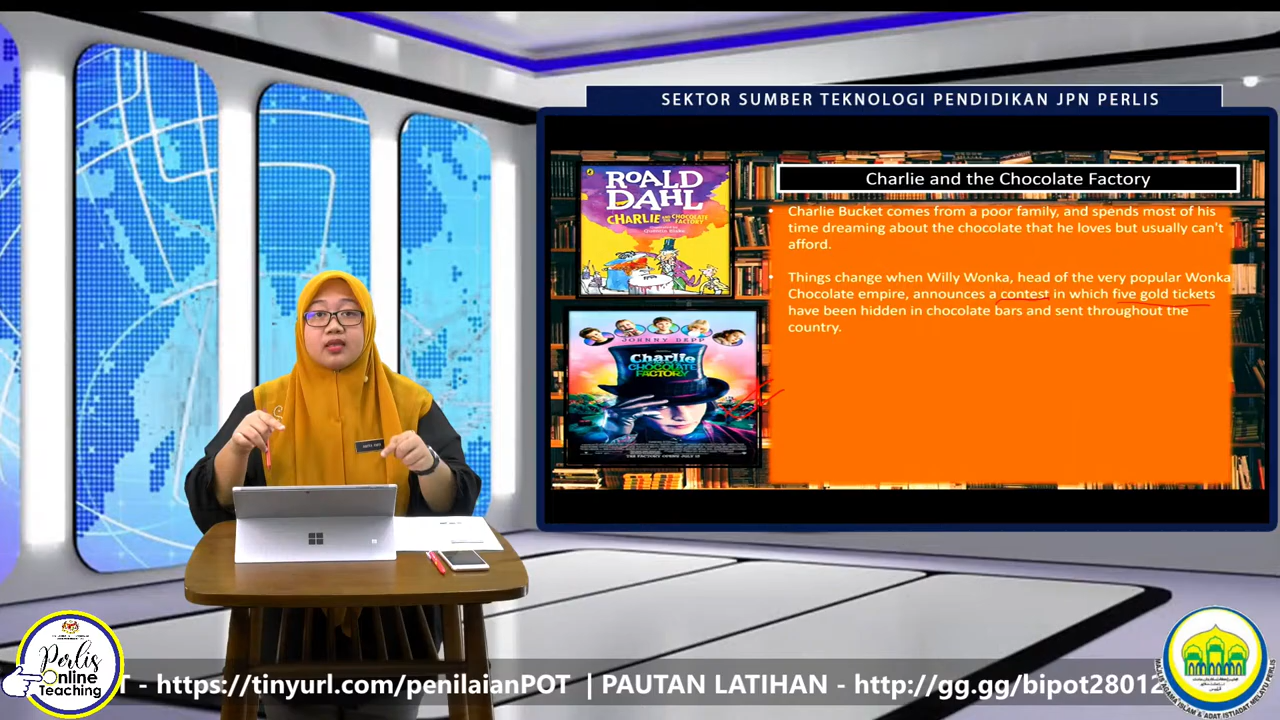 SEKTOR SUMBER TEKNOLOGI PENDIDIKAN JPN PERLIS
Charlie and the Chocolate Factory
ROALD
DAHL
CHARLIE AND THE CHOCOLATE
FACTORY
• Charlie Bucket comes from a poor family, and spends most of his
time dreaming about the chocolate that he loves but usually can't
afford.
• Things change when Willy Wonka, head of the very popular Wonka
Chocolate empire, announces a contest in which five gold tickets
have been hidden in chocolate bars and sent throughout the
country.
JOHNNY DEPP
Charlie
CHOCOLATE
FACTORY
Perlis
Online
Teaching
T - https://tinyurl.com/penilaianPOT | PAUTAN LATIHAN - http://gg.gg/bipot28012